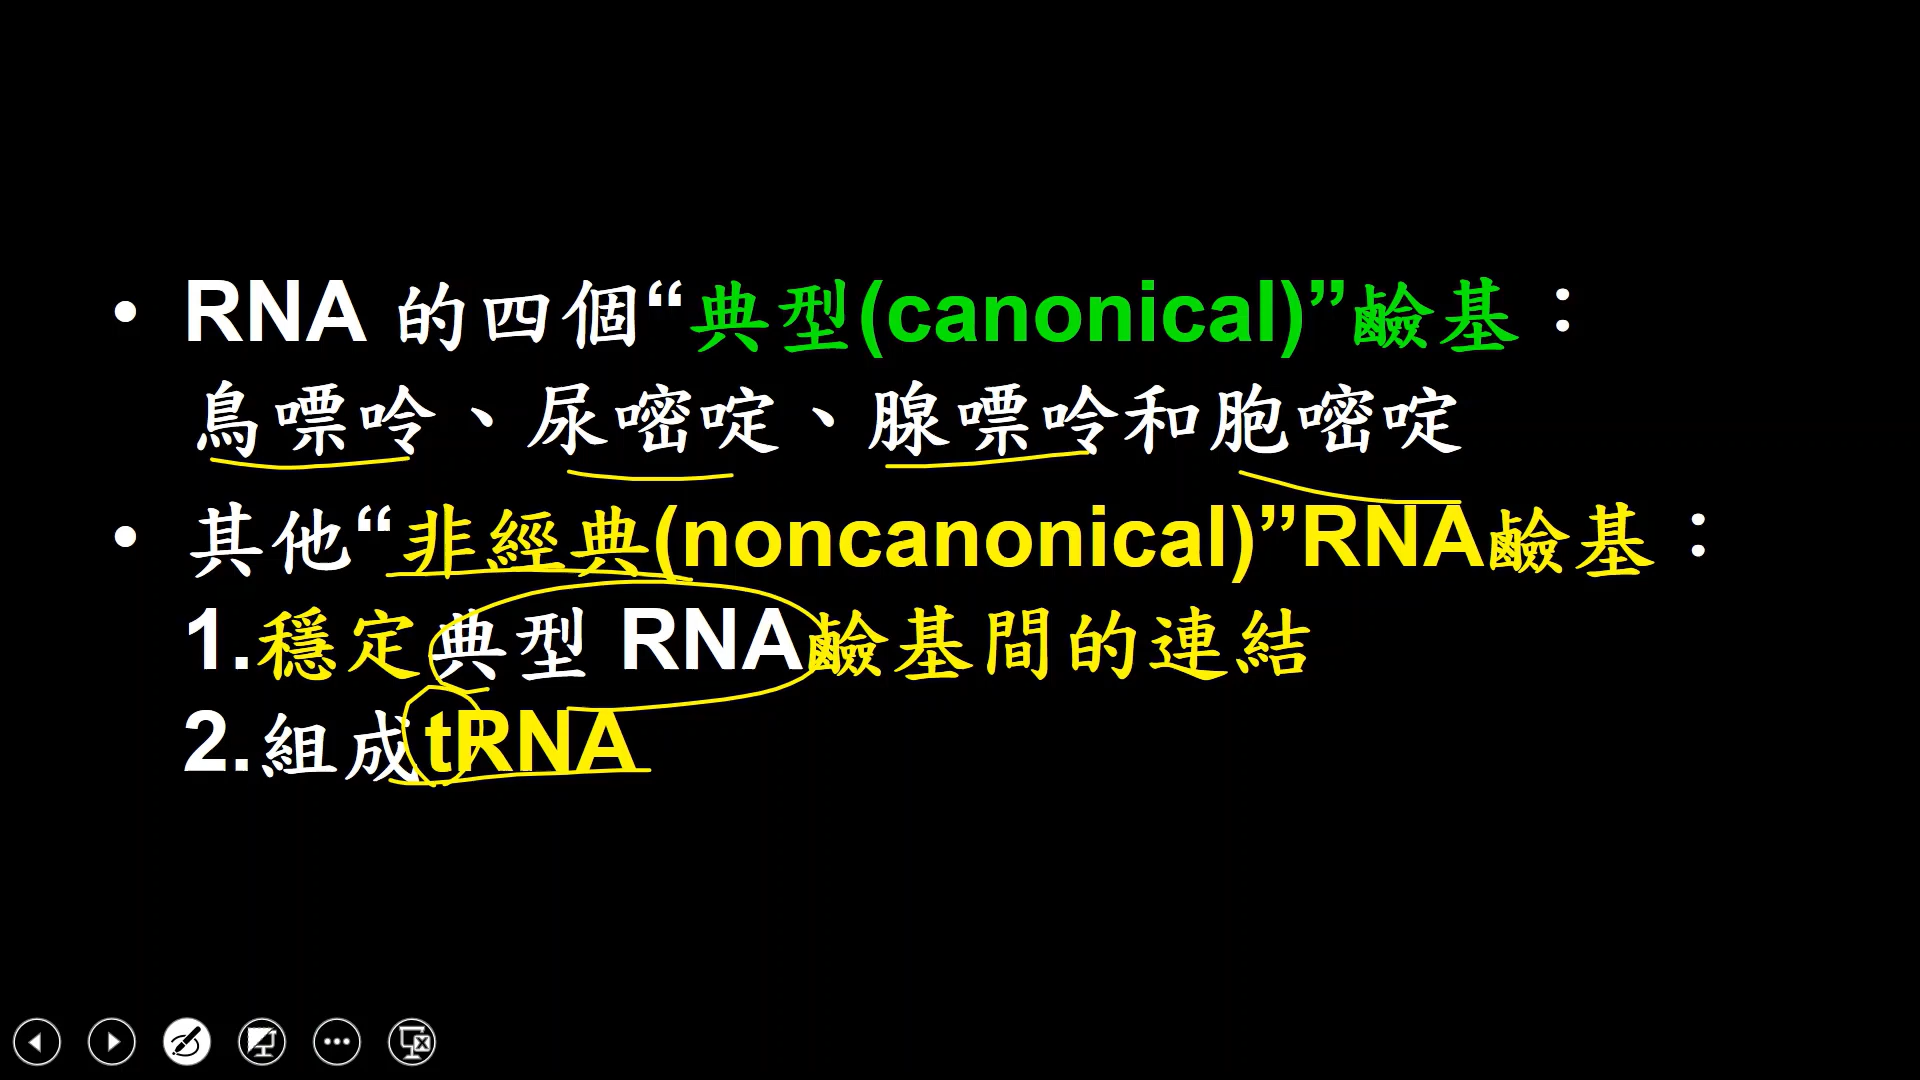 • RNA 的四個“典型(canonical)”鹼基：
鳥嘌呤、尿嘧啶、腺嘌呤和胞嘧啶
• 其他“非經典(noncanonical)”RNA鹼基：
1.穩定典型 RNA鹼基間的連結
2.組成tRNA